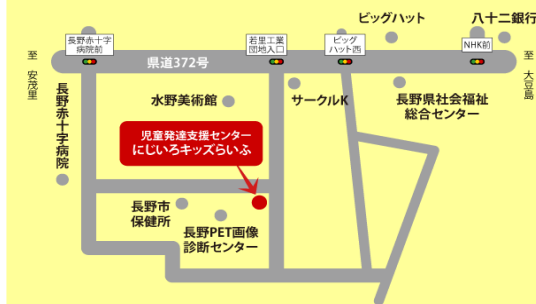 ビッグハット
八十二銀行
長野赤十字
病院前
若里工業
団地入口
ビッグ
ハット西
NHK前
至 安茂里
県道372号
至 大豆島
長野赤十字病院
水野美術館
サークルK
長野県社会福祉
総合センター
児童発達支援センター
にじいろキッズらいふ
長野市
保健所
長野PET画像
診断センター